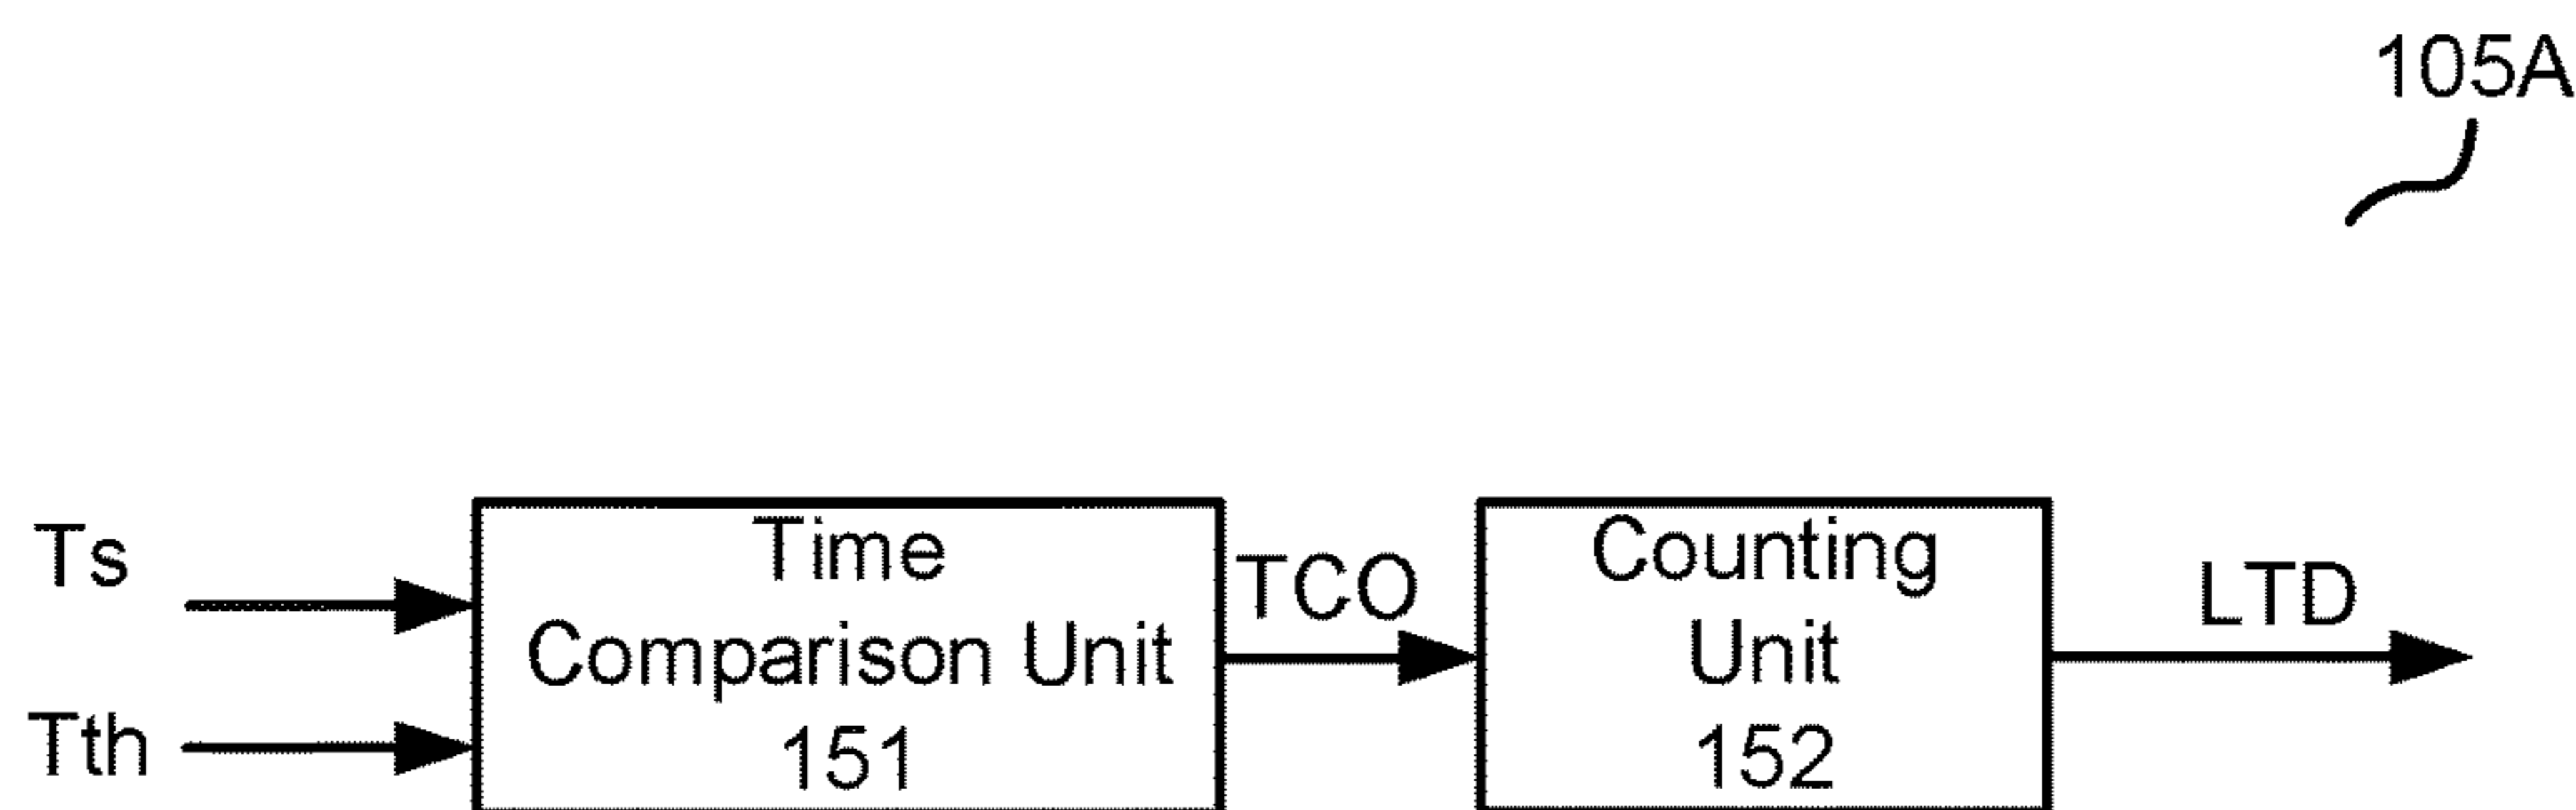 105A
Ts
Tth
Time
Comparison Unit
151
TCO
Counting
Unit
152
LTD